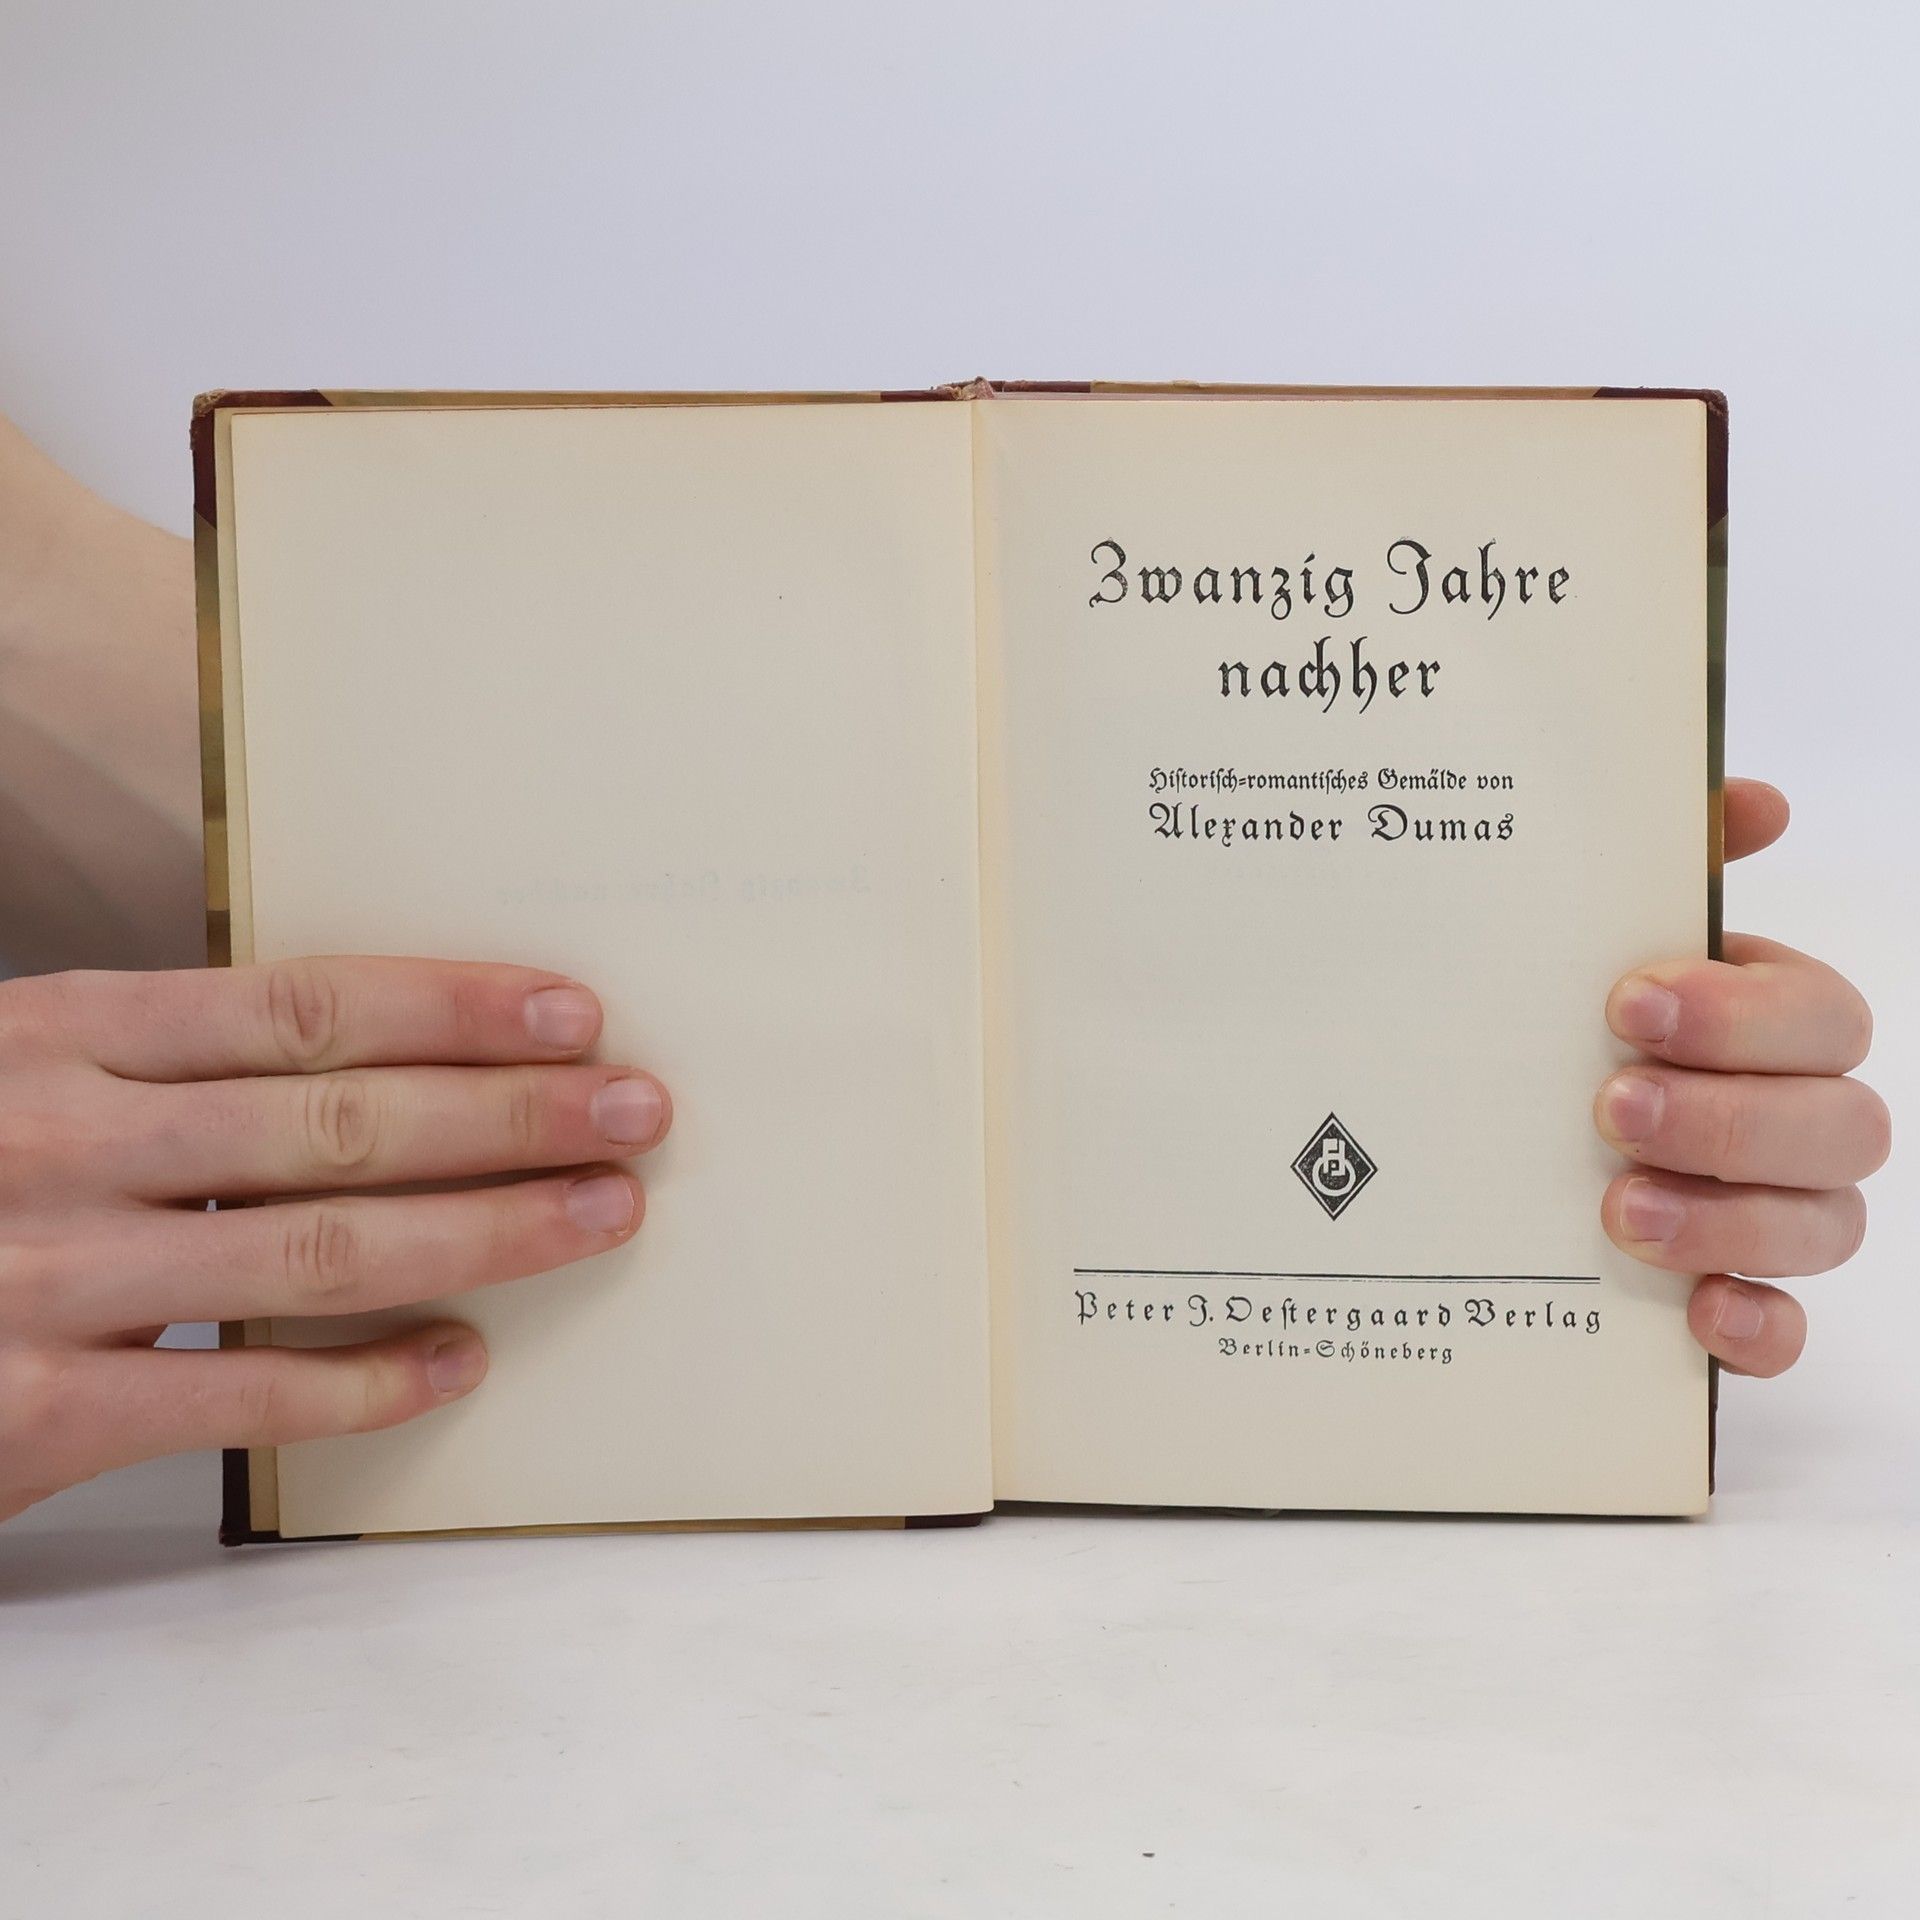 Zwanzig Jahre
nachher
Hiſtoriſch-romantiſches Gemälde von
Alexander Dumas
Peter J. Oeſtergaard Verlag
Berlin-Schöneberg